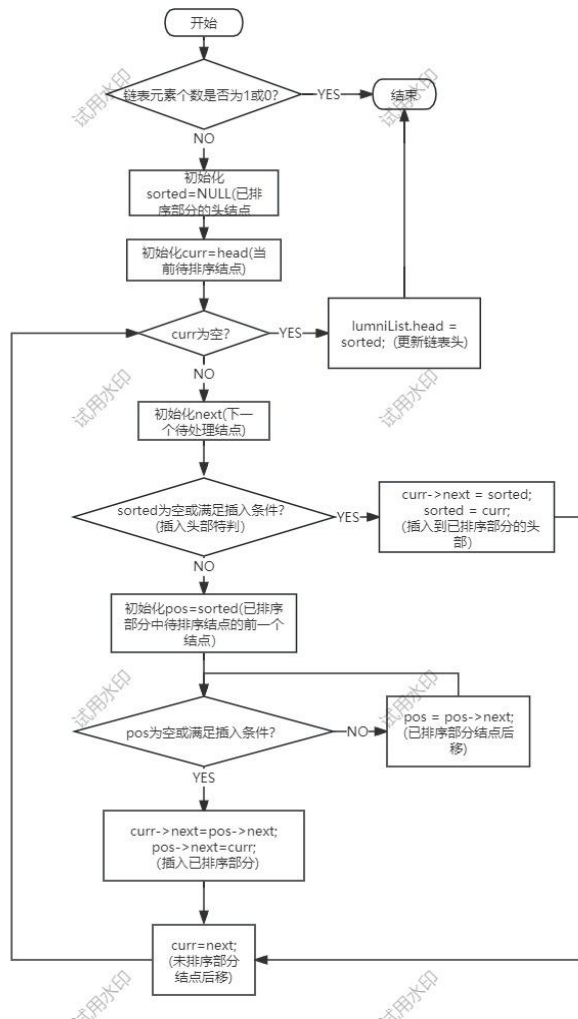 开始
链表元素个数是否为1或0?
YES
结束
NO
初始化
sorted=NULL(已排
序部分的头结点
初始化curr=head(当
前待排序结点)
curr为空?
YES
lumniList.head =
sorted; (更新链表头)
NO
初始化next(下一
个待处理结点)
sorted为空或满足插入条件?
(插入头部特判)
YES
curr->next = sorted;
sorted = curr;
(插入到已排序部分的头
部)
NO
初始化pos=sorted(已排序
部分中待排序结点的前一个
结点)
pos为空或满足插入条件?
NO
pos = pos->next;
(已排序部分结点后
移)
YES
curr->next=pos->next;
pos->next=curr;
(插入已排序部分)
curr=next;
(未排序部分
结点后移)
试用水印
试用水印
试用水印
试用水印
试用水印
试用水印
试用水印
试用水印
试用水印
试用水印